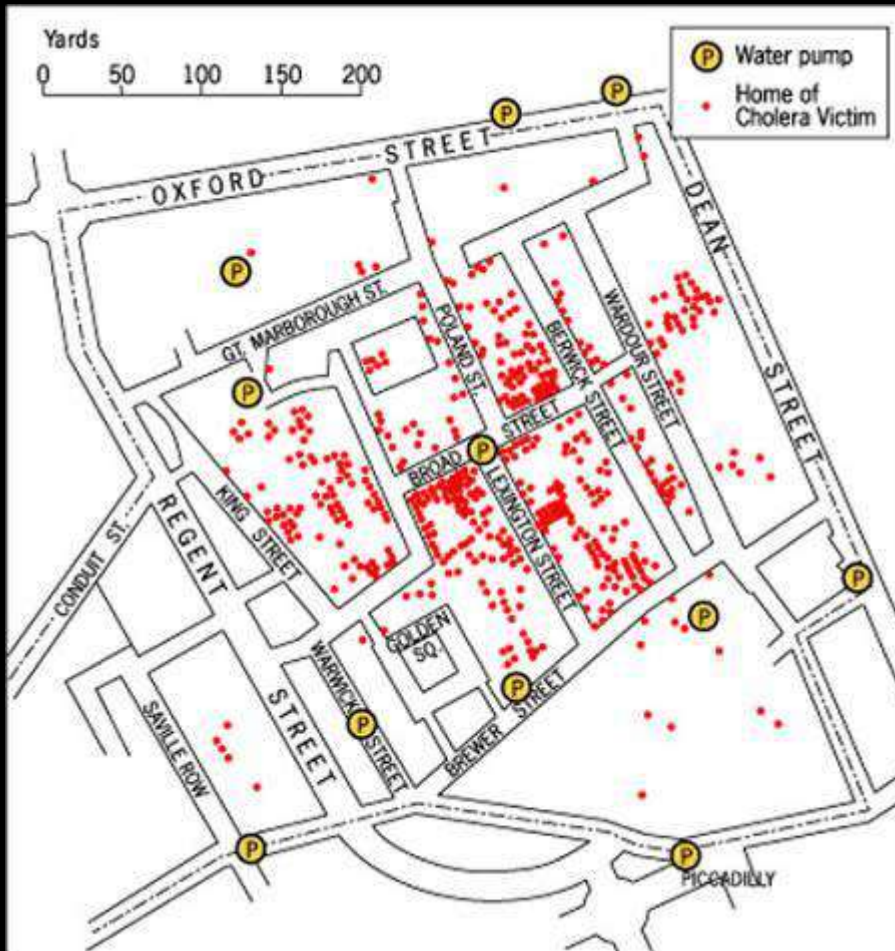 Yards
0 50 100 150 200
P Water pump
Home of
Cholera Victim
P
P
OXFORD STREET
DEAN STREET
P
GT. MARBOROUGH ST.
POLAND ST.
BERWICK STREET
WARDOUR STREET
P
BROAD STREET
P
LEXINGTON STREET
KING STREET
REGENT STREET
CONDUIT ST.
P
P
GOLDEN
SQ.
WARWICK STREET
P
P
BREWER STREET
SAVILLE ROW
P
P
PICCADILLY